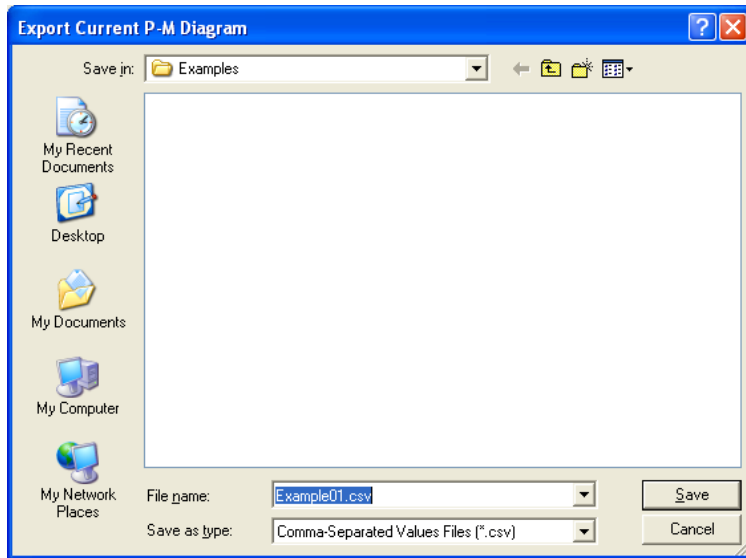 Export Current P-M Diagram
Save in:
Examples
My Recent
Documents
Desktop
My Documents
My Computer
My Network
Places
File name:
Example01.csv
Save
Save as type:
Comma-Separated Values Files (*.csv)
Cancel